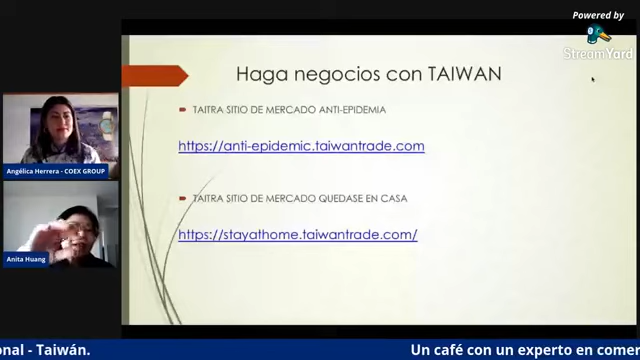 Powered by
StreamYard
Haga negocios con TAIWAN
TAITRA SITIO DE MERCADO ANTI-EPIDEMIA
https://anti-epidemic.taiwantrade.com
TAITRA SITIO DE MERCADO QUEDASE EN CASA
https://stayathome.taiwantrade.com/
Angélica Herrera - COEX GROUP
Anita Huang
onal - Taiwán.
Un café con un experto en comer